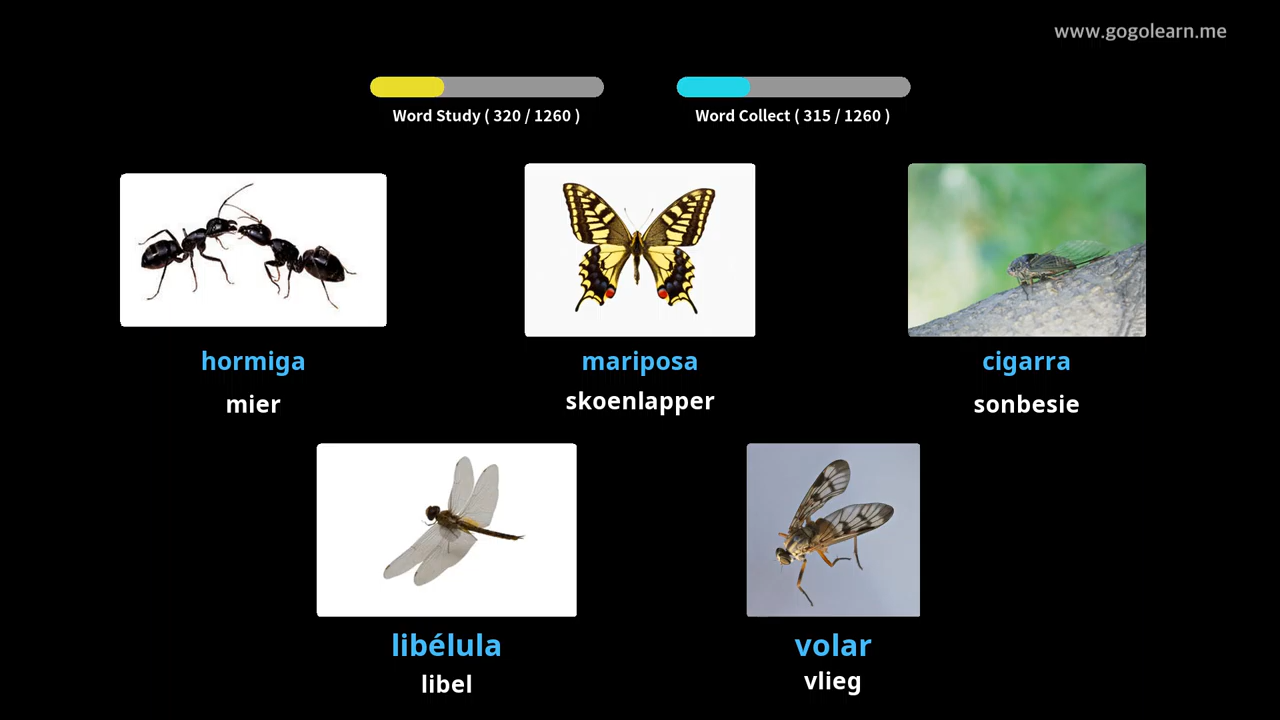 www.gogolearn.me
Word Study ( 320 / 1260 )
Word Collect ( 315 / 1260 )
hormiga
mier
mariposa
skoenlapper
cigarra
sonbesie
libélula
libel
volar
vlieg